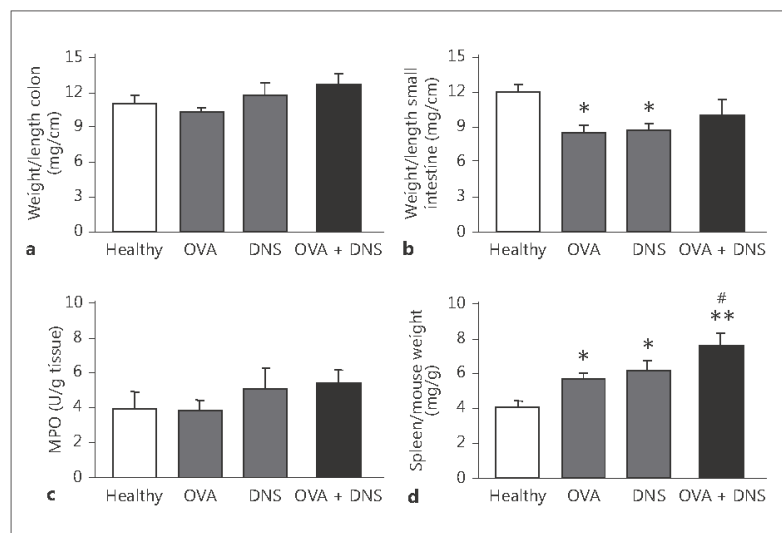 Weight/length colon
(mg/cm)
15
12
9
6
3
0
Healthy
OVA
DNS
OVA + DNS
a
Weight/length small
intestine (mg/cm)
15
12
9
6
3
0
*
*
Healthy
OVA
DNS
OVA + DNS
b
MPO (U/g tissue)
10
8
6
4
2
0
Healthy
OVA
DNS
OVA + DNS
c
Spleen/mouse weight
(mg/g)
10
8
6
4
2
0
*
*
#
**
Healthy
OVA
DNS
OVA + DNS
d